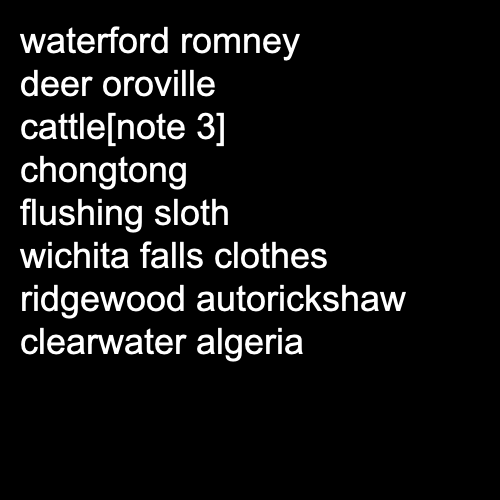 waterford romney
deer oroville
cattle[note 3]
chongtong
flushing sloth
wichita falls clothes
ridgewood autorickshaw
clearwater algeria